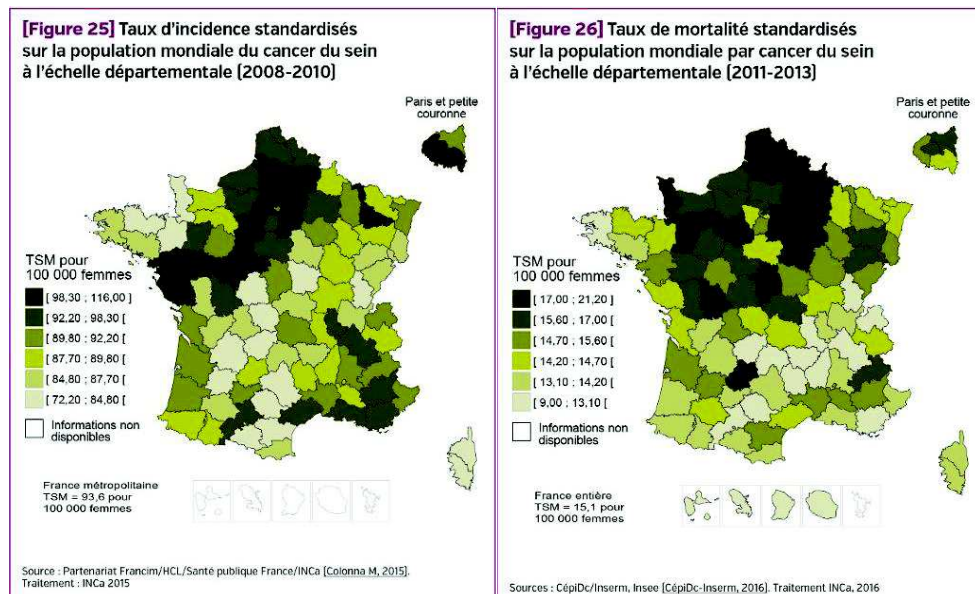 [Figure 25] Taux d'incidence standardisés
sur la population mondiale du cancer du sein
à l'échelle départementale (2008-2010)
Paris et petite
couronne
TSM pour
100 000 femmes
[ 98,30 ; 116,00 ]
[ 92,20 ; 98,30 [
[ 89,80 ; 92,20 [
[ 87,70 ; 89,80 [
[ 84,80 ; 87,70 [
[ 72,20 ; 84,80 [
Informations non
disponibles
France métropolitaine
TSM = 93,6 pour
100 000 femmes
Source : Partenariat Francim/HCL/Santé publique France/INCa [Colonna M, 2015].
Traitement : INCa 2015
[Figure 26] Taux de mortalité standardisés
sur la population mondiale par cancer du sein
à l'échelle départementale (2011-2013)
Paris et petite
couronne
TSM pour
100 000 femmes
[ 17,00 ; 21,20 ]
[ 15,60 ; 17,00 [
[ 14,70 ; 15,60 [
[ 14,20 ; 14,70 [
[ 13,10 ; 14,20 [
[ 9,00 ; 13,10 [
Informations non
disponibles
France entière
TSM = 15,1 pour
100 000 femmes
Sources : CépiDc/Inserm, Insee [CépiDc-Inserm, 2016]. Traitement INCa, 2016